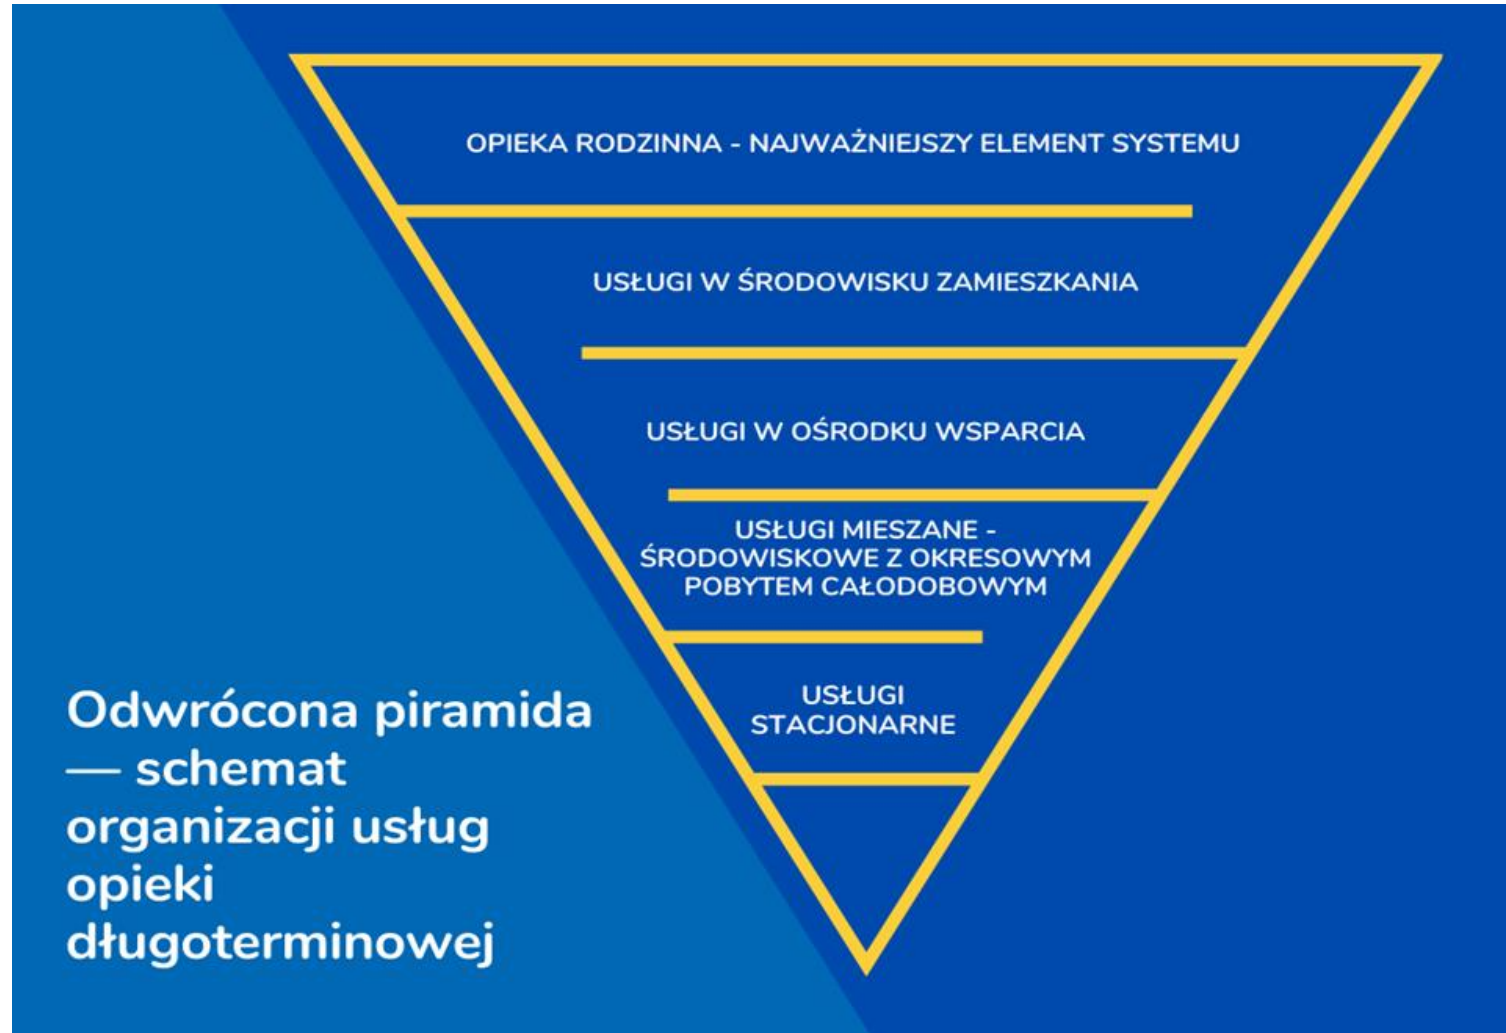 OPIEKA RODZINNA - NAJWAŻNIEJSZY ELEMENT SYSTEMU
USŁUGI W ŚRODOWISKU ZAMIESZKANIA
USŁUGI W OŚRODKU WSPARCIA
USŁUGI MIESZANE -
ŚRODOWISKOWE Z OKRESOWYM
POBYTEM CAŁODOBOWYM
USŁUGI
STACJONARNE
Odwrócona piramida
— schemat
organizacji usług
opieki
długoterminowej